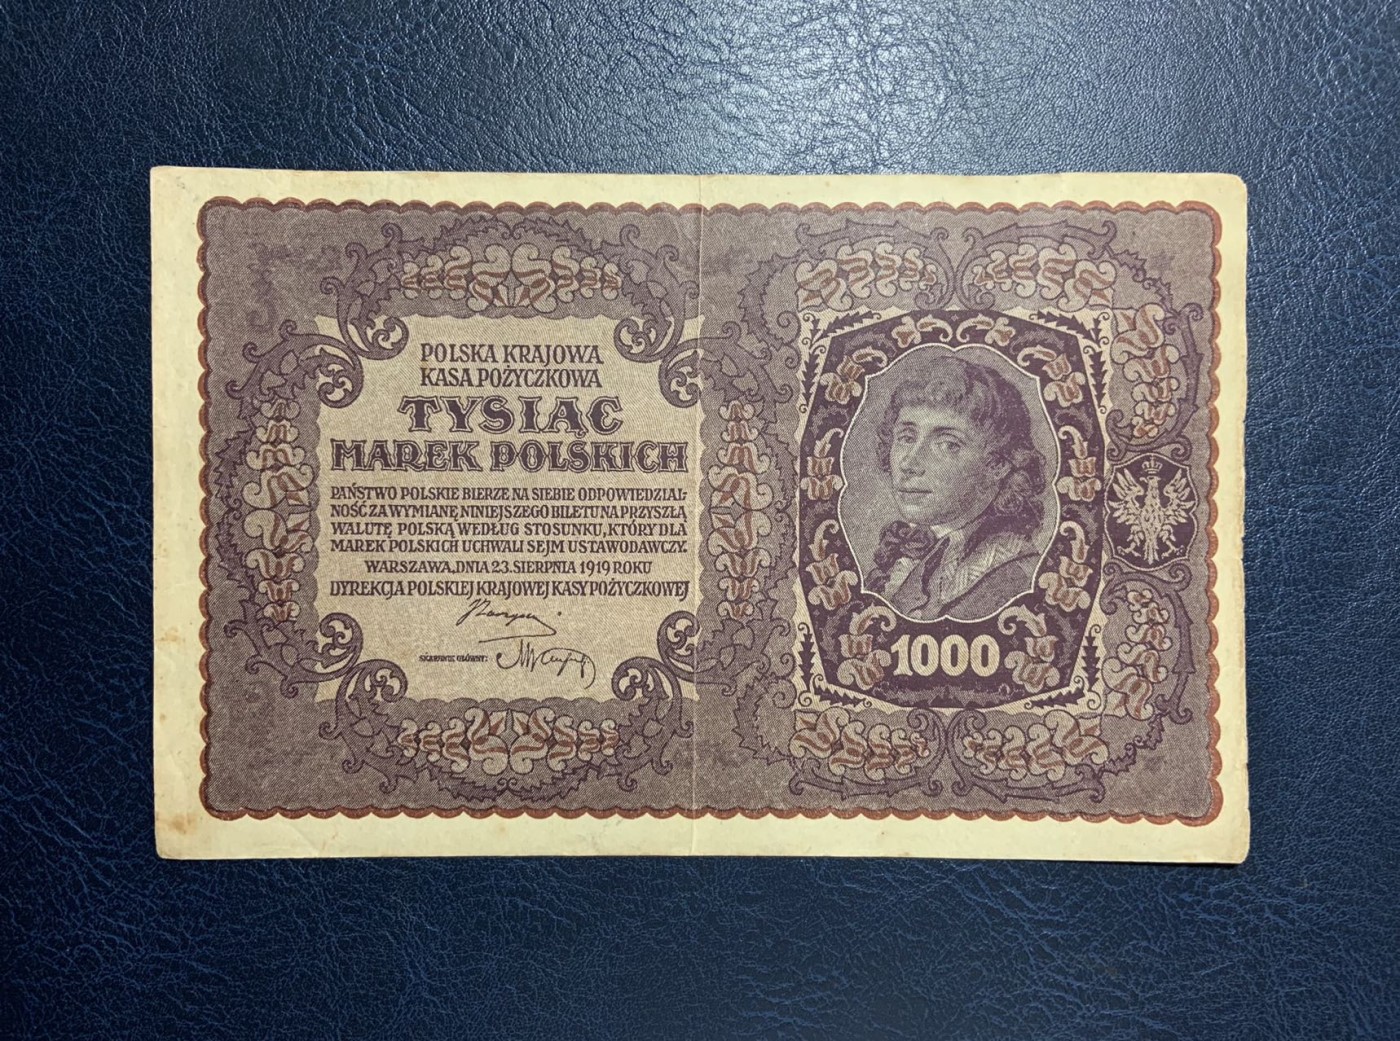 POLSKA KRAJOWA
KASA POŻYCZKOWA
TYSIĄC
MAREK POLSKICH
PAŃSTWO POLSKIE BIERZE NA SIEBIE ODPOWIEDZIAL-
NOŚĆ ZA WYMIANĘ NINIEJSZEGO BILETU NA PRZYSZŁĄ
WALUTĘ POLSKĄ WEDŁUG STOSUNKU, KTÓRY DLA
MAREK POLSKICH UCHWALI SEJM USTAWODAWCZY.
WARSZAWA, DNIA 23. SIERPNIA 1919 ROKU
DYREKCJA POLSKIEJ KRAJOWEJ KASY POŻYCZKOWEJ
SKARBNIK GŁÓWNY:
1000